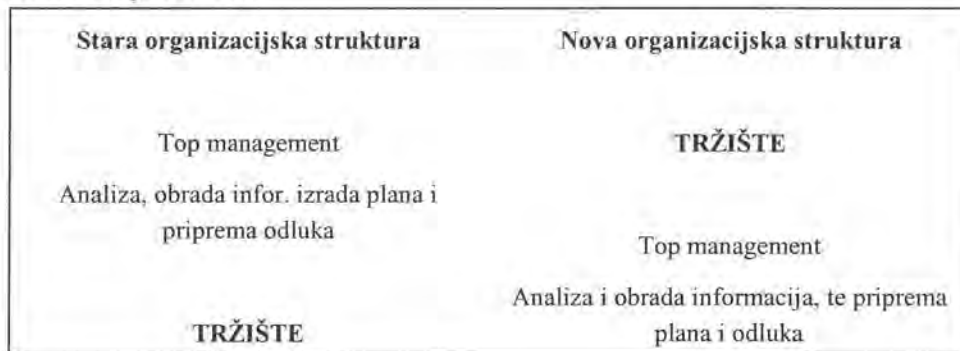 Stara organizacijska struktura
Top management
Analiza, obrada infor. izrada plana i
priprema odluka
TRŽIŠTE
Nova organizacijska struktura
TRŽIŠTE
Top management
Analiza i obrada informacija, te priprema
plana i odluka